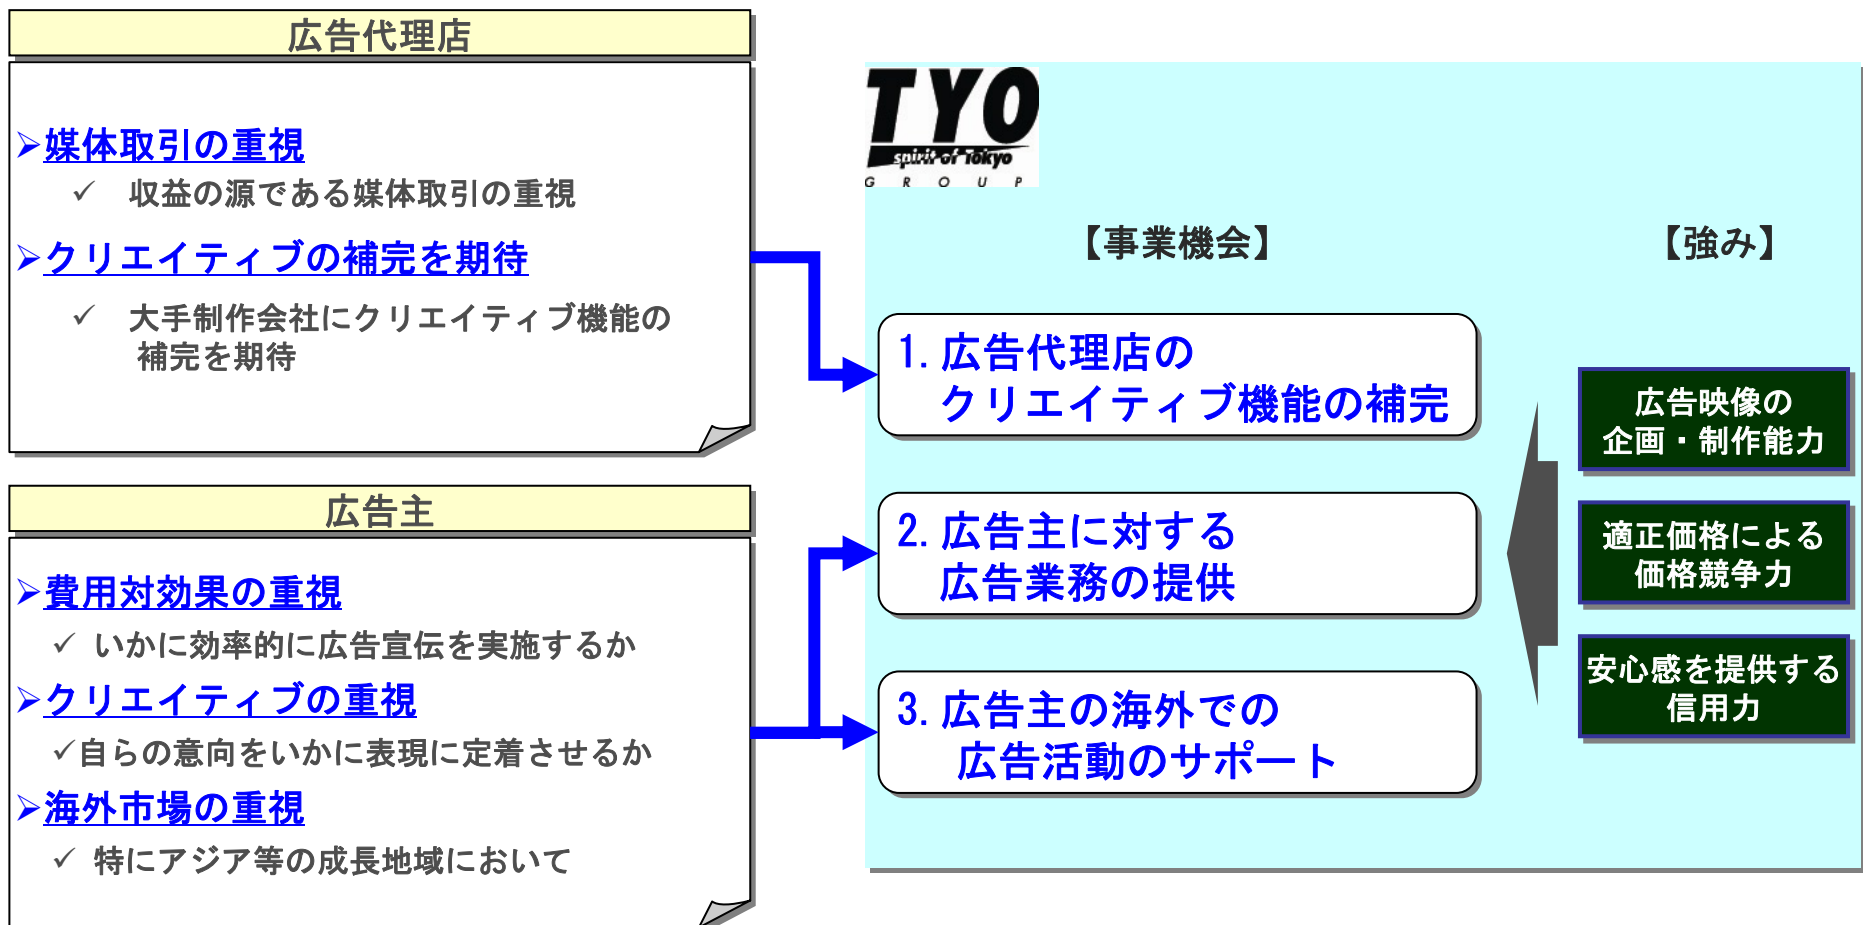 広告代理店
➢媒体取引の重視
✓ 収益の源である媒体取引の重視
➢クリエイティブの補完を期待
✓ 大手制作会社にクリエイティブ機能の
補完を期待
広告主
➢費用対効果の重視
✓ いかに効率的に広告宣伝を実施するか
➢クリエイティブの重視
✓自らの意向をいかに表現に定着させるか
➢海外市場の重視
✓ 特にアジア等の成長地域において
TYO
spirit of Tokyo
GROUP
【事業機会】
1. 広告代理店の
クリエイティブ機能の補完
2. 広告主に対する
広告業務の提供
3. 広告主の海外での
広告活動のサポート
【強み】
広告映像の
企画・制作能力
適正価格による
価格競争力
安心感を提供する
信用力